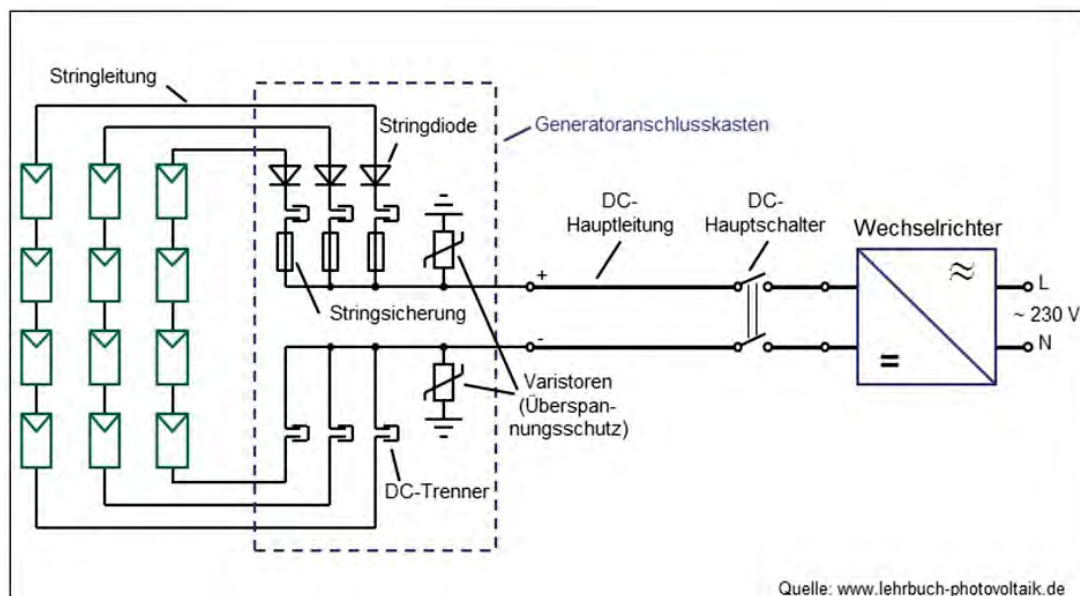 Stringleitung
Stringdiode
Generatoranschlusskasten
DC-
Hauptleitung
DC-
Hauptschalter
Wechselrichter
≈
+
L
~ 230 V
Stringsicherung
-
N
=
Varistoren
(Überspan-
nungsschutz)
DC-Trenner
Quelle: www.lehrbuch-photovoltaik.de